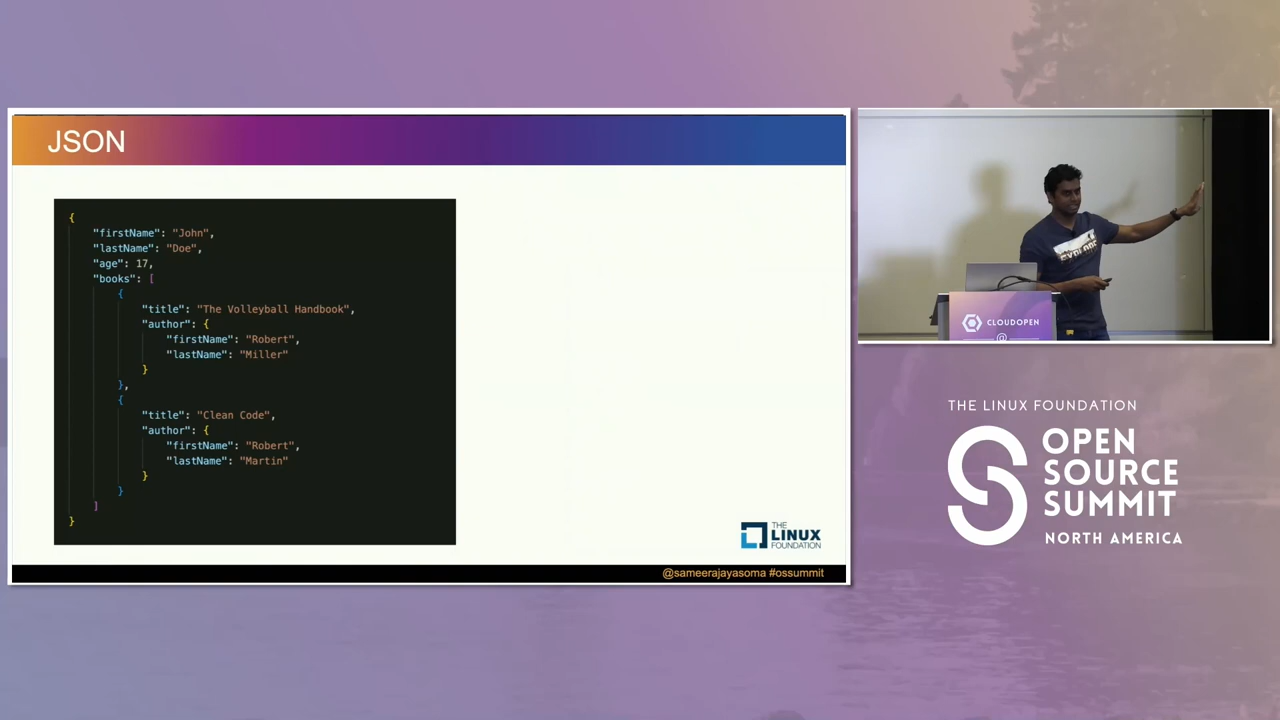 JSON
{
"firstName": "John",
"lastName": "Doe",
"age": 17,
"books": [
{
"title": "The Volleyball Handbook",
"author": {
"firstName": "Robert",
"lastName": "Miller"
}
},
{
"title": "Clean Code",
"author": {
"firstName": "Robert",
"lastName": "Martin"
}
}
]
}
THE
LINUX
FOUNDATION
@sameerajayasoma #ossummit
EXPLORE
CLOUDOPEN
@
THE LINUX FOUNDATION
OPEN
SOURCE
SUMMIT
NORTH AMERICA